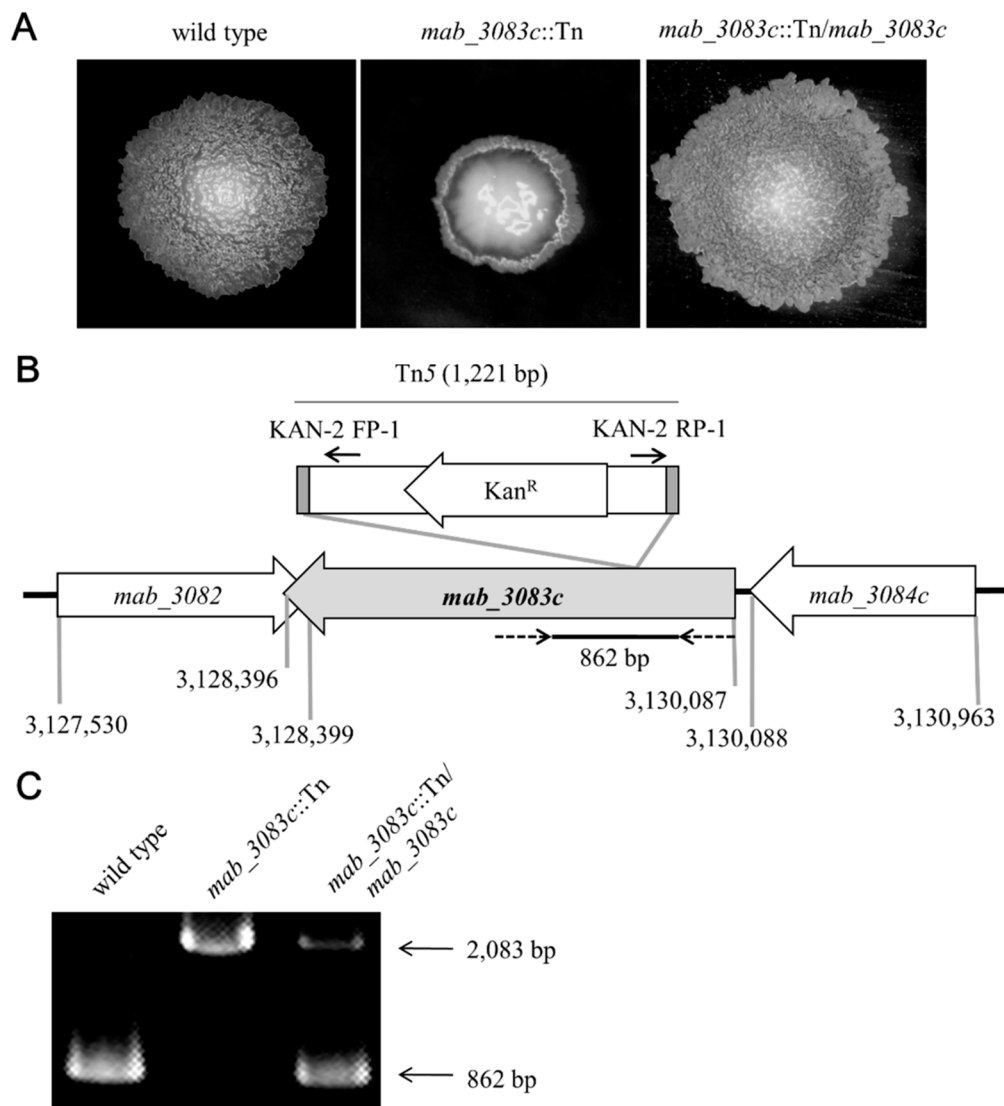 A
wild type
mab_3083c::Tn
mab_3083c::Tn/mab_3083c
B
Tn5 (1,221 bp)
KAN-2 FP-1
KAN-2 RP-1
Kanᴿ
mab_3082
mab_3083c
mab_3084c
862 bp
3,128,396
3,130,087
3,127,530
3,128,399
3,130,088
3,130,963
C
wild type
mab_3083c::Tn
mab_3083c::Tn/
mab_3083c
2,083 bp
862 bp